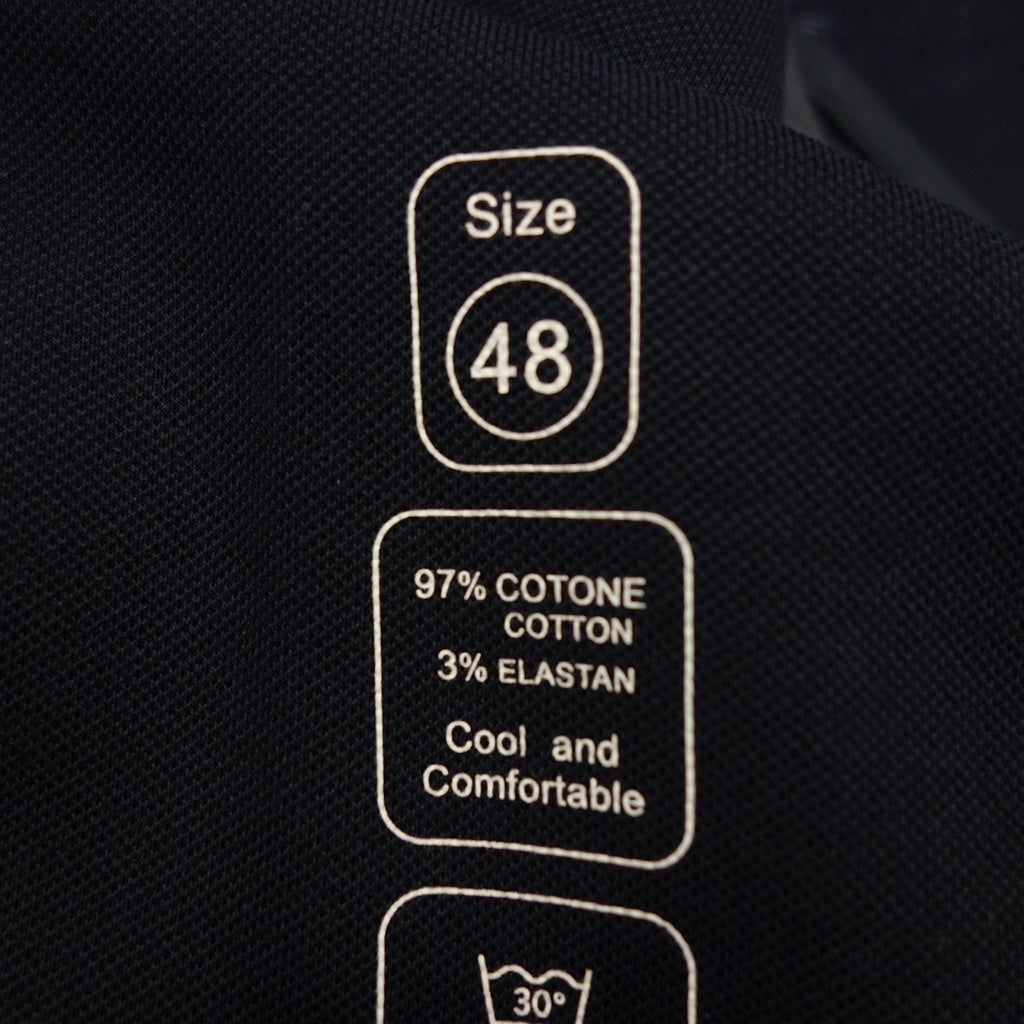 Size
48
97% COTONE
COTTON
3% ELASTAN
Cool and
Comfortable
30°